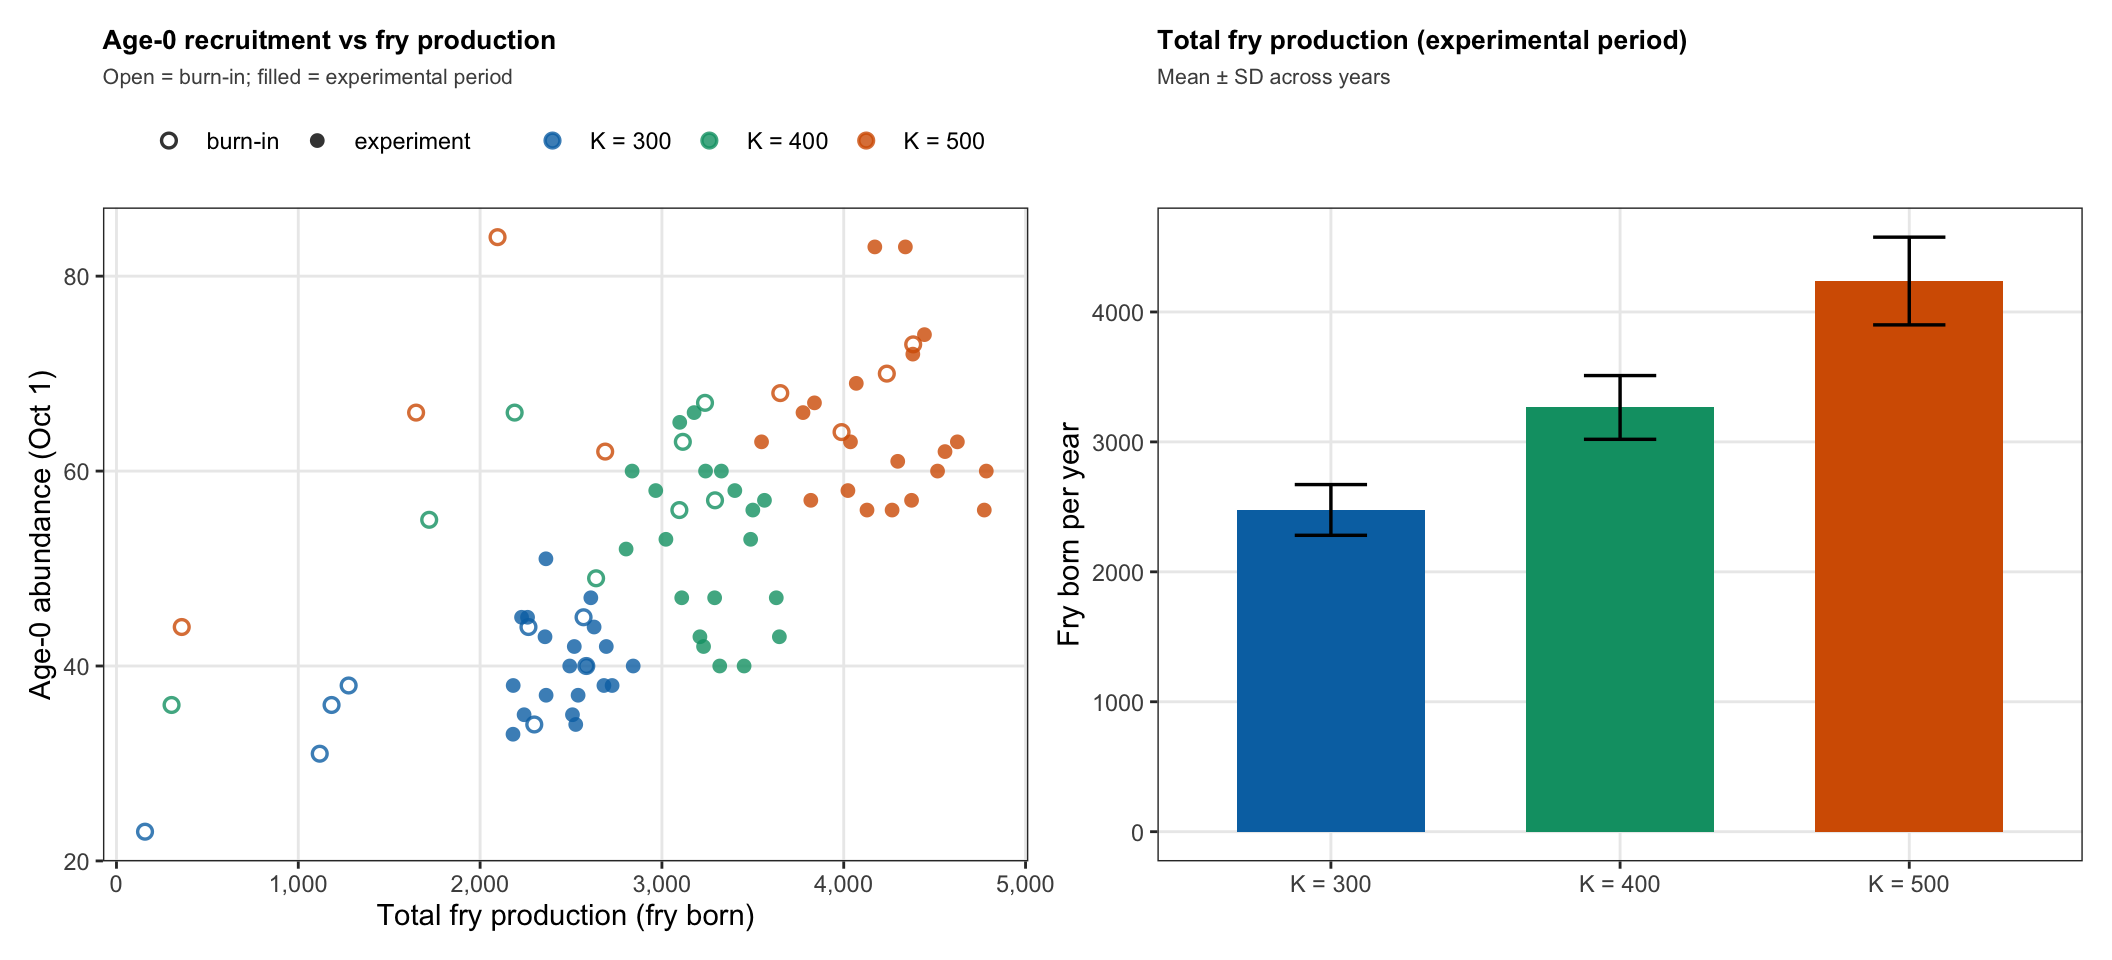 Age-0 recruitment vs fry production
Open = burn-in; filled = experimental period
burn-in experiment K = 300 K = 400 K = 500
Age-0 abundance (Oct 1)
80
60
40
20
0 1,000 2,000 3,000 4,000 5,000
Total fry production (fry born)
Total fry production (experimental period)
Mean ± SD across years
Fry born per year
4000
3000
2000
1000
0
K = 300 K = 400 K = 500